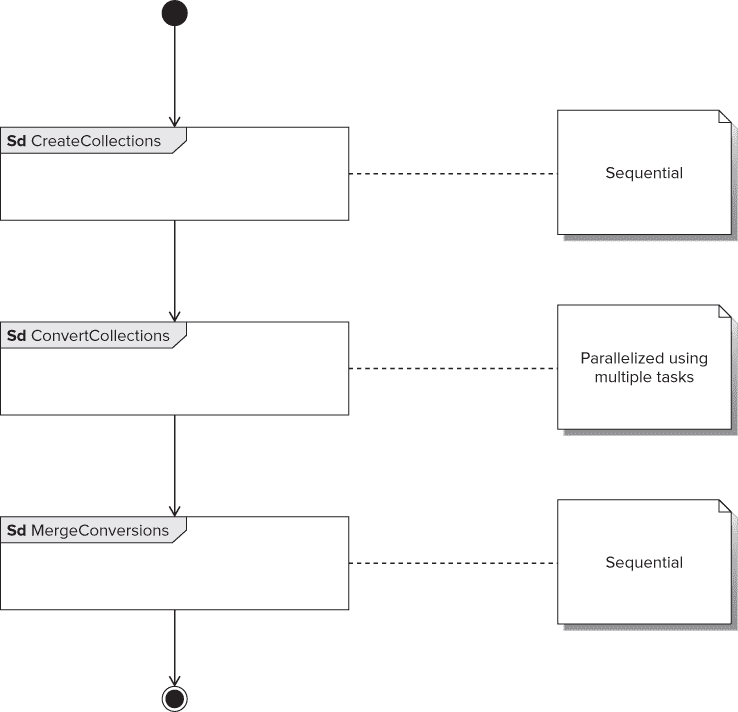 Sd CreateCollections
Sequential
Sd ConvertCollections
Parallelized using
multiple tasks
Sd MergeConversions
Sequential